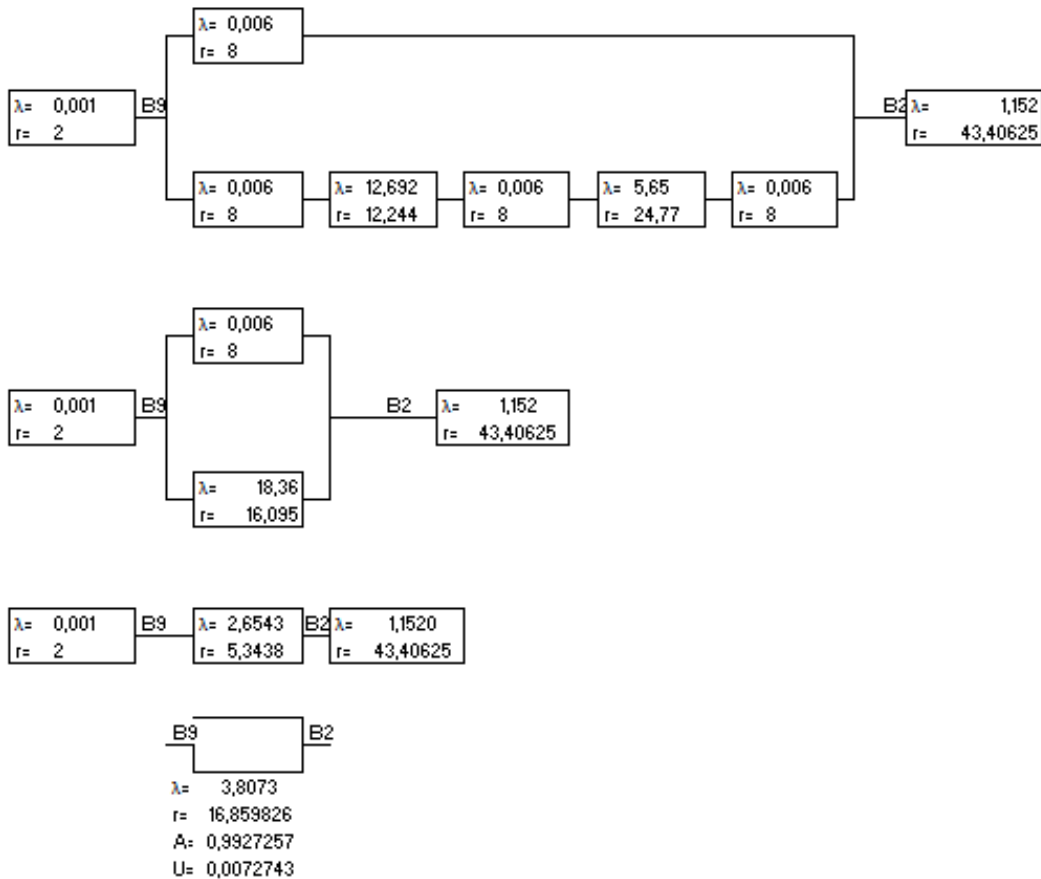 λ= 0,006
r= 8
λ= 0,001
r= 2
B9
B2
λ= 1,152
r= 43,40625
λ= 0,006
r= 8
λ= 12,692
r= 12,244
λ= 0,006
r= 8
λ= 5,65
r= 24,77
λ= 0,006
r= 8
λ= 0,006
r= 8
λ= 0,001
r= 2
B9
B2
λ= 1,152
r= 43,40625
λ= 18,36
r= 16,095
λ= 0,001
r= 2
B9
λ= 2,6543
r= 5,3438
B2
λ= 1,1520
r= 43,40625
B9
B2
λ= 3,8073
r= 16,859826
A= 0,9927257
U= 0,0072743